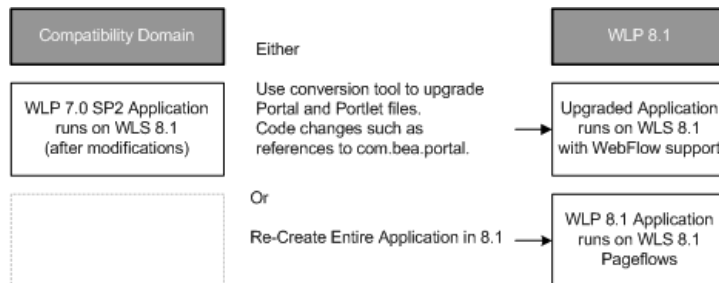 Compatibility Domain
WLP 8.1
Either
WLP 7.0 SP2 Application
runs on WLS 8.1
(after modifications)
Use conversion tool to upgrade
Portal and Portlet files.
Code changes such as
references to com.bea.portal.
Upgraded Application
runs on WLS 8.1
with WebFlow support
Or
Re-Create Entire Application in 8.1
WLP 8.1 Application
runs on WLS 8.1
Pageflows